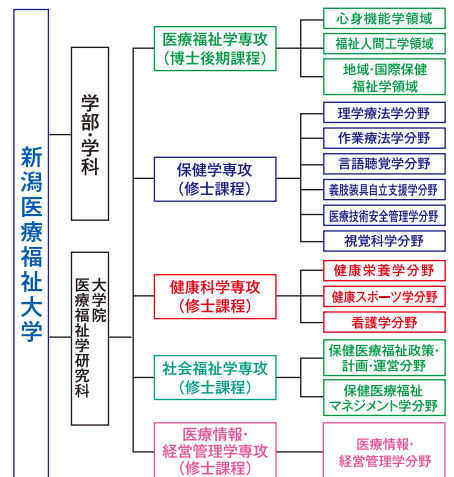 新潟医療福祉大学
学部・学科
大学院
医療福祉学研究科
医療福祉学専攻
（博士後期課程）
心身機能学領域
福祉人間工学領域
地域・国際保健
福祉学領域
保健学専攻
（修士課程）
理学療法学分野
作業療法学分野
言語聴覚学分野
義肢装具自立支援学分野
医療技術安全管理学分野
視覚科学分野
健康科学専攻
（修士課程）
健康栄養学分野
健康スポーツ学分野
看護学分野
社会福祉学専攻
（修士課程）
保健医療福祉政策・
計画・運営分野
保健医療福祉
マネジメント学分野
医療情報・
経営管理学専攻
（修士課程）
医療情報・
経営管理学分野